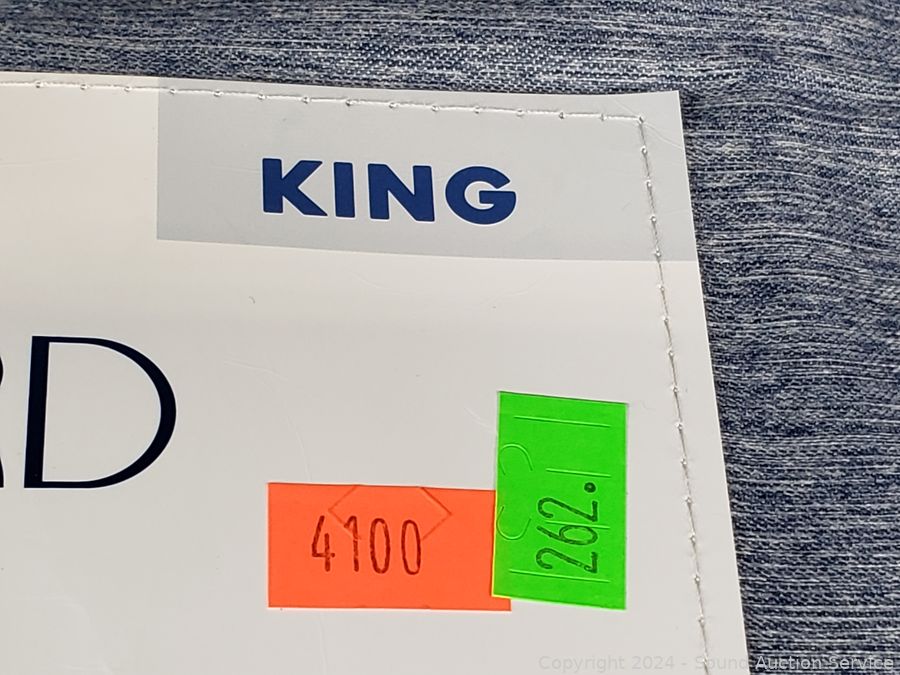 KING
RD
4100
262.
Copyright 2024 - Sound Auction Service